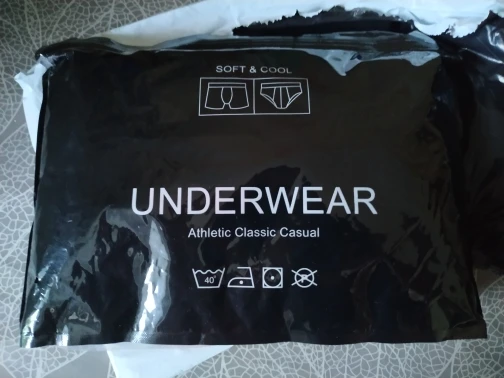 SOFT & COOL
UNDERWEAR
Athletic Classic Casual
40°